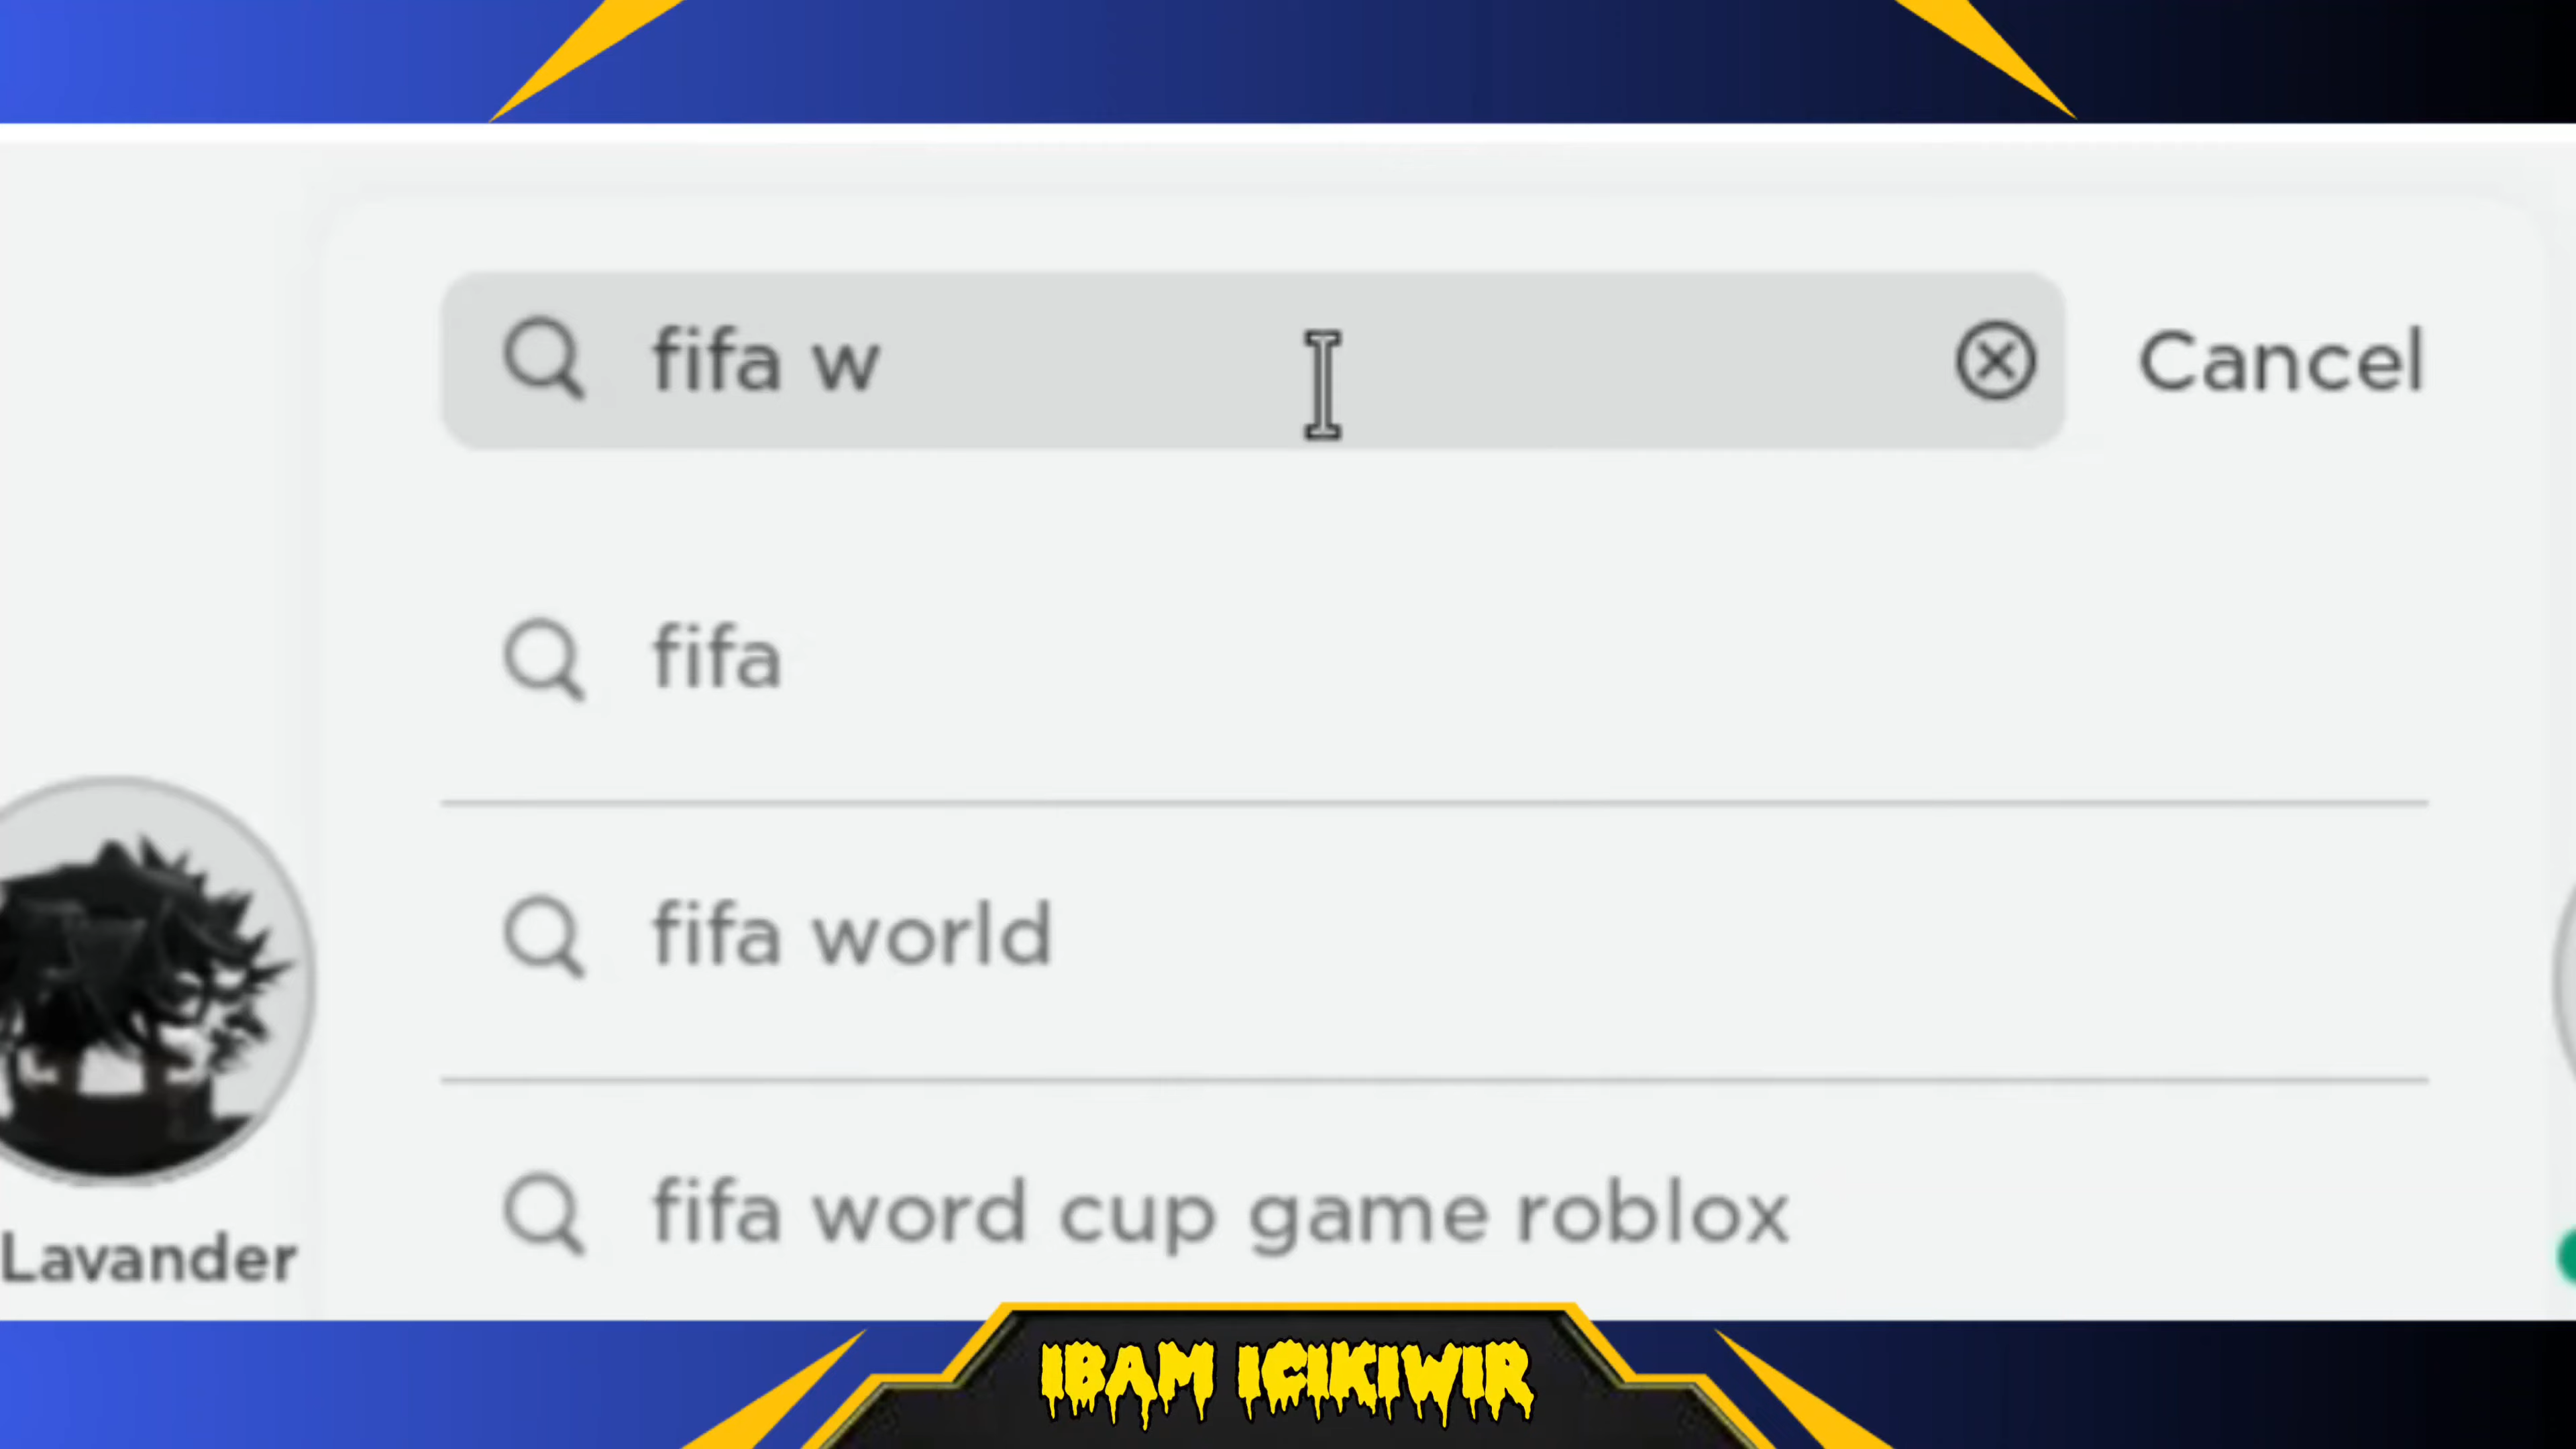 fifa w
Cancel
fifa
fifa world
fifa word cup game roblox
Lavander
IBAM ICIKIWIR